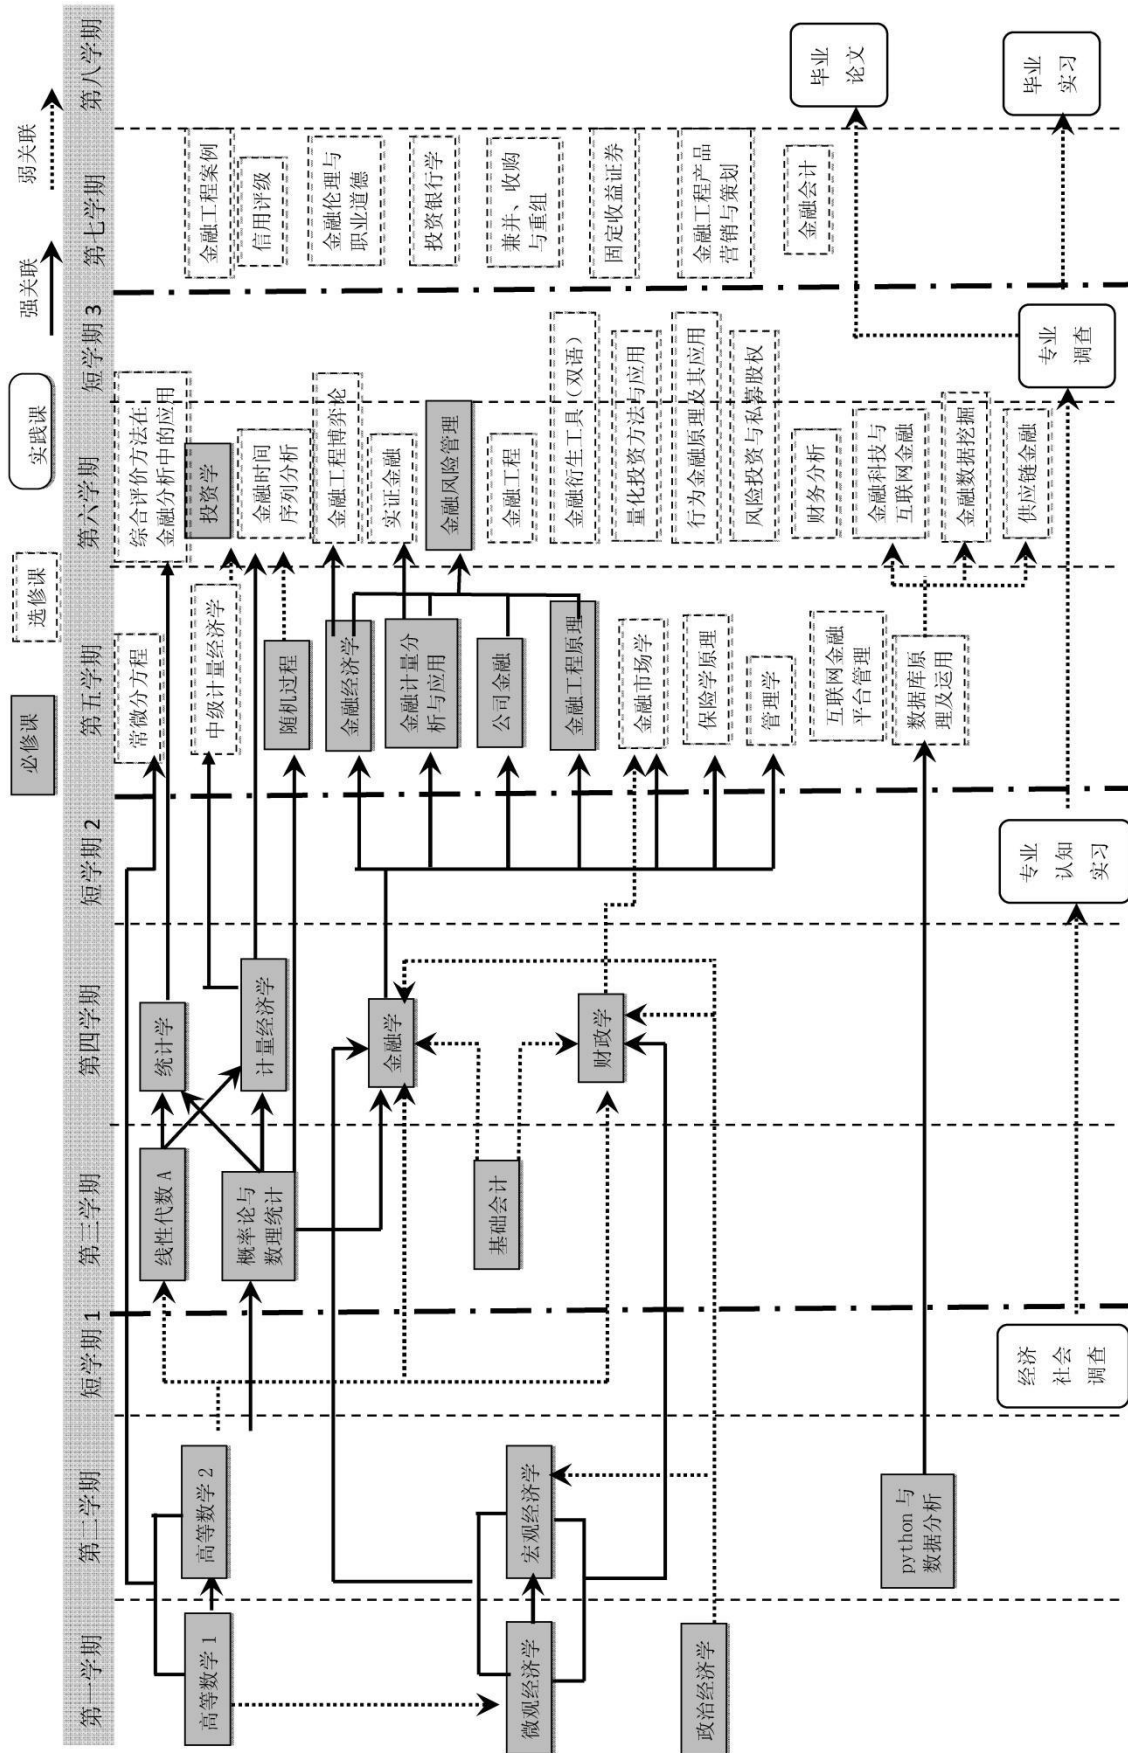 必修课
选修课
实践课
强关联
弱关联
第一学期
第二学期
短学期 1
第三学期
第四学期
短学期 2
第五学期
第六学期
短学期 3
第七学期
第八学期
高等数学 1
微观经济学
政治经济学
高等数学 2
宏观经济学
python 与
数据分析
经济
社会
调查
线性代数 A
概率论与
数理统计
基础会计
统计学
计量经济学
金融学
财政学
专业
认知
实习
常微分方程
中级计量经济学
随机过程
金融经济学
金融计量分
析与应用
公司金融
金融工程原理
金融市场学
保险学原理
管理学
互联网金融
平台管理
数据库原
理及运用
综合评价方法在
金融分析中的应用
投资学
金融时间
序列分析
金融工程博弈论
实证金融
金融风险管理
金融工程
金融衍生工具（双语）
量化投资方法与应用
行为金融原理及其应用
风险投资与私募股权
财务分析
金融科技与
互联网金融
金融数据挖掘
供应链金融
专业
调查
金融工程案例
信用评级
金融伦理与
职业道德
投资银行学
兼并、收购
与重组
固定收益证券
金融工程产品
营销与策划
金融会计
毕业
论文
毕业
实习